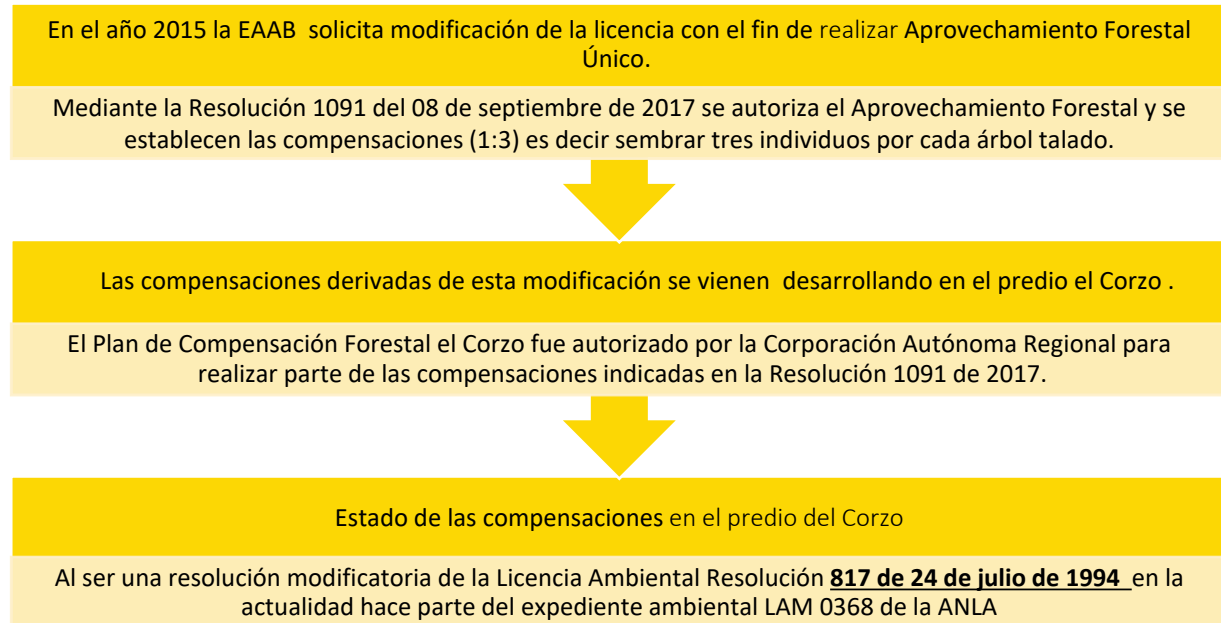 En el año 2015 la EAAB solicita modificación de la licencia con el fin de realizar Aprovechamiento Forestal
Único.
Mediante la Resolución 1091 del 08 de septiembre de 2017 se autoriza el Aprovechamiento Forestal y se
establecen las compensaciones (1:3) es decir sembrar tres individuos por cada árbol talado.
Las compensaciones derivadas de esta modificación se vienen desarrollando en el predio el Corzo .
El Plan de Compensación Forestal el Corzo fue autorizado por la Corporación Autónoma Regional para
realizar parte de las compensaciones indicadas en la Resolución 1091 de 2017.
Estado de las compensaciones en el predio del Corzo
Al ser una resolución modificatoria de la Licencia Ambiental Resolución 817 de 24 de julio de 1994 en la
actualidad hace parte del expediente ambiental LAM 0368 de la ANLA